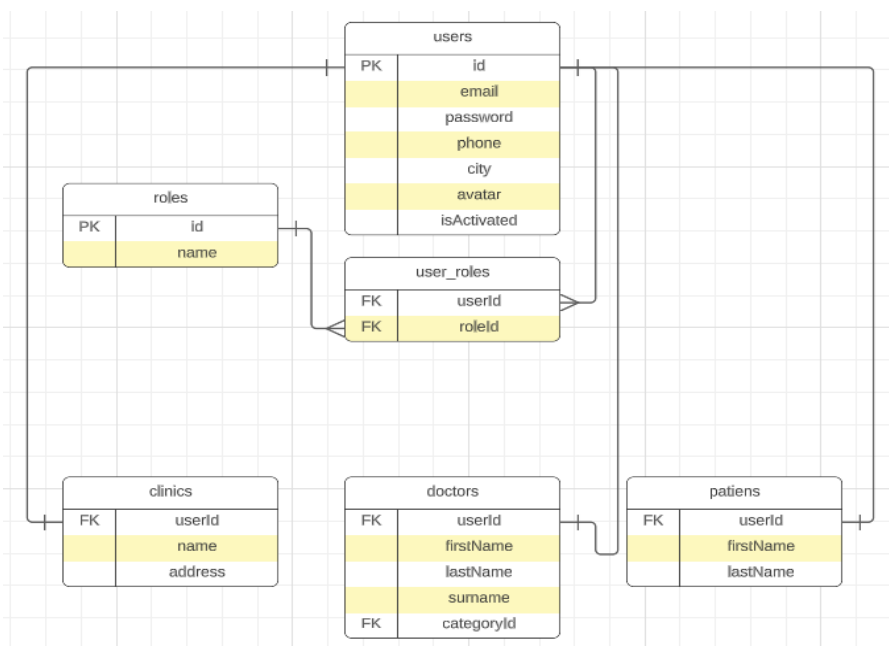 users
PK id
email
password
phone
city
avatar
isActivated
roles
PK id
name
user_roles
FK userId
FK roleId
clinics
FK userId
name
address
doctors
FK userId
firstName
lastName
surname
FK categoryId
patiens
FK userId
firstName
lastName